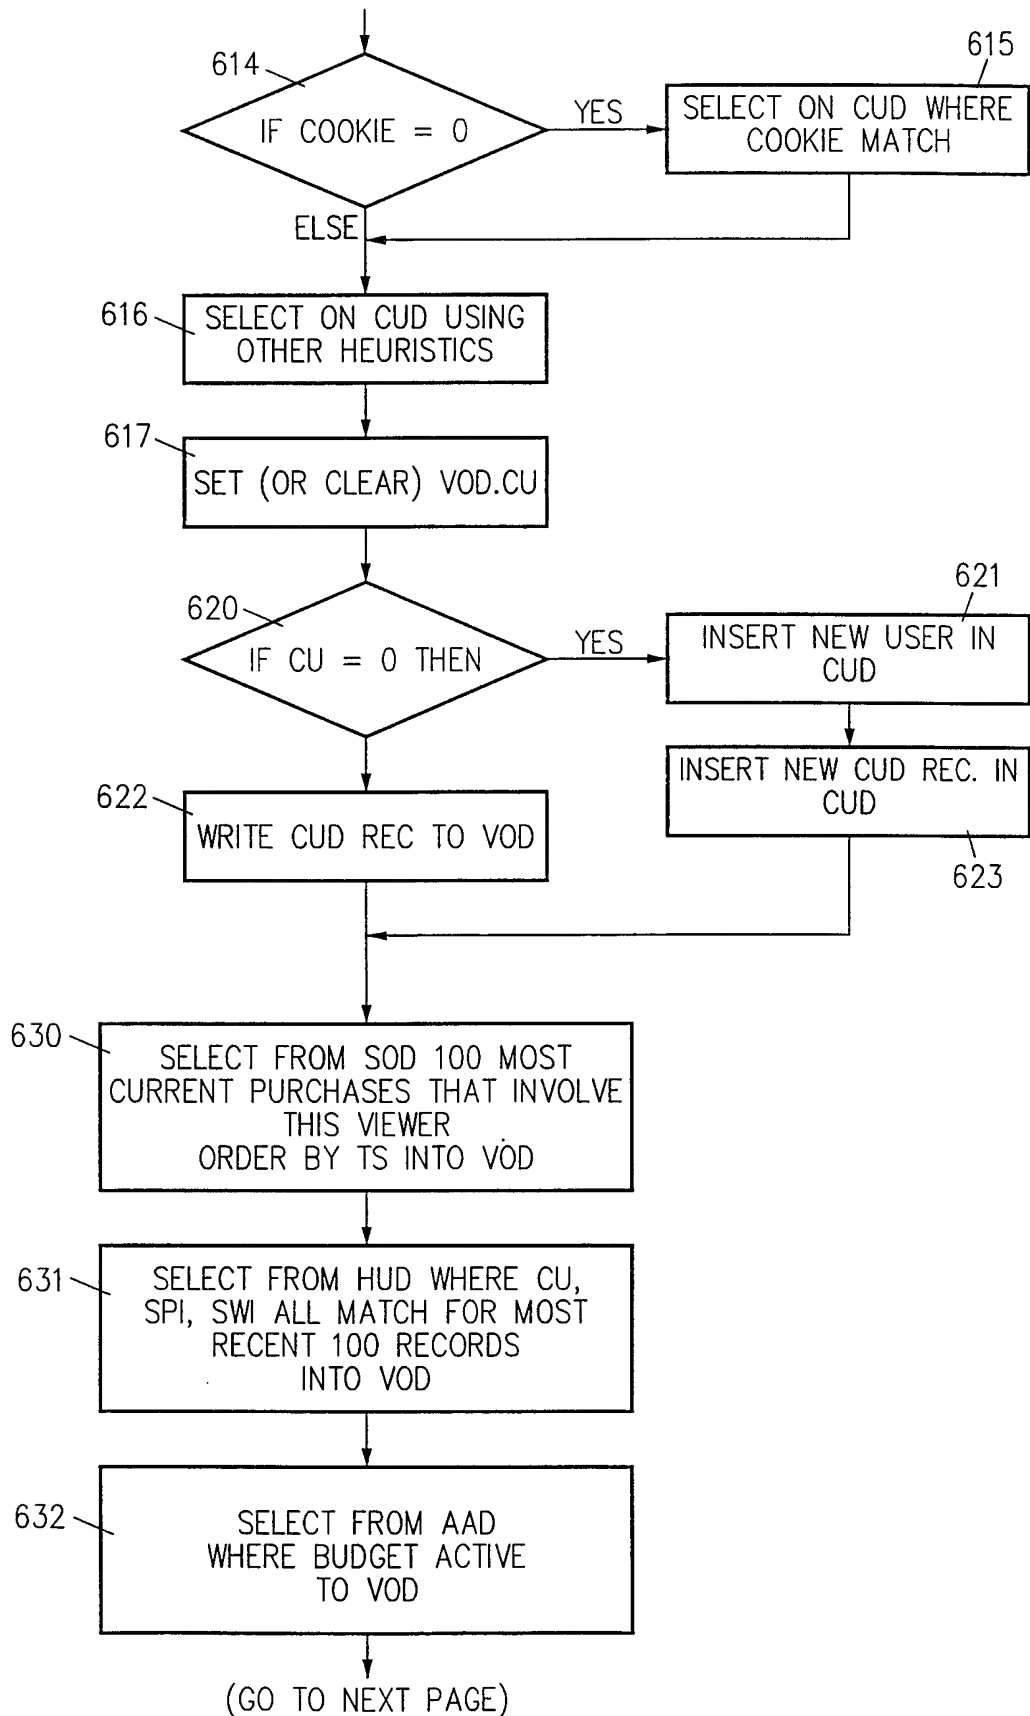 614
IF COOKIE = 0
YES
615
SELECT ON CUD WHERE
COOKIE MATCH
ELSE
616
SELECT ON CUD USING
OTHER HEURISTICS
617
SET (OR CLEAR) VOD.CU
620
IF CU = 0 THEN
YES
621
INSERT NEW USER IN
CUD
INSERT NEW CUD REC. IN
CUD
623
622
WRITE CUD REC TO VOD
630
SELECT FROM SOD 100 MOST
CURRENT PURCHASES THAT INVOLVE
THIS VIEWER
ORDER BY TS INTO VOD
631
SELECT FROM HUD WHERE CU,
SPI, SWI ALL MATCH FOR MOST
RECENT 100 RECORDS
INTO VOD
632
SELECT FROM AAD
WHERE BUDGET ACTIVE
TO VOD
(GO TO NEXT PAGE)